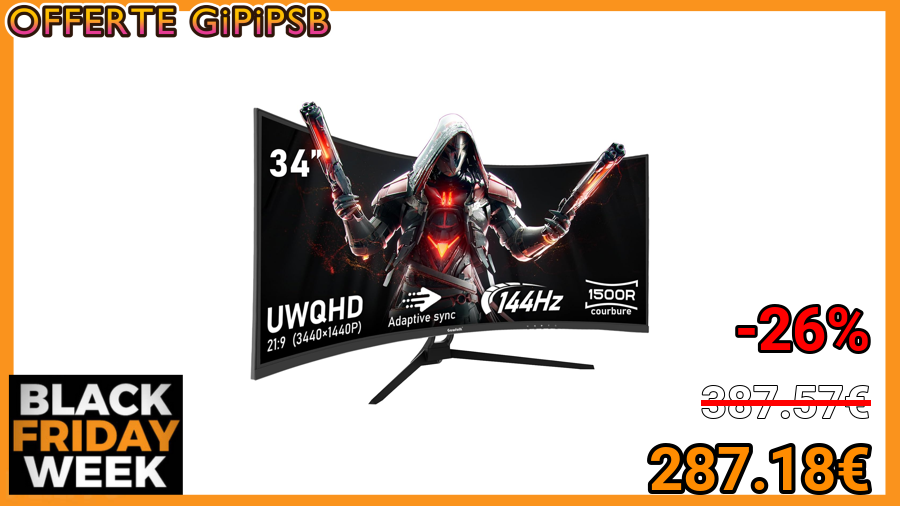 OFFERTE GiPiPSB
34"
UWQHD
21:9 (3440×1440P)
Adaptive sync
144Hz
1500R
courbure
-26%
387.57€
287.18€
BLACK
FRIDAY
WEEK